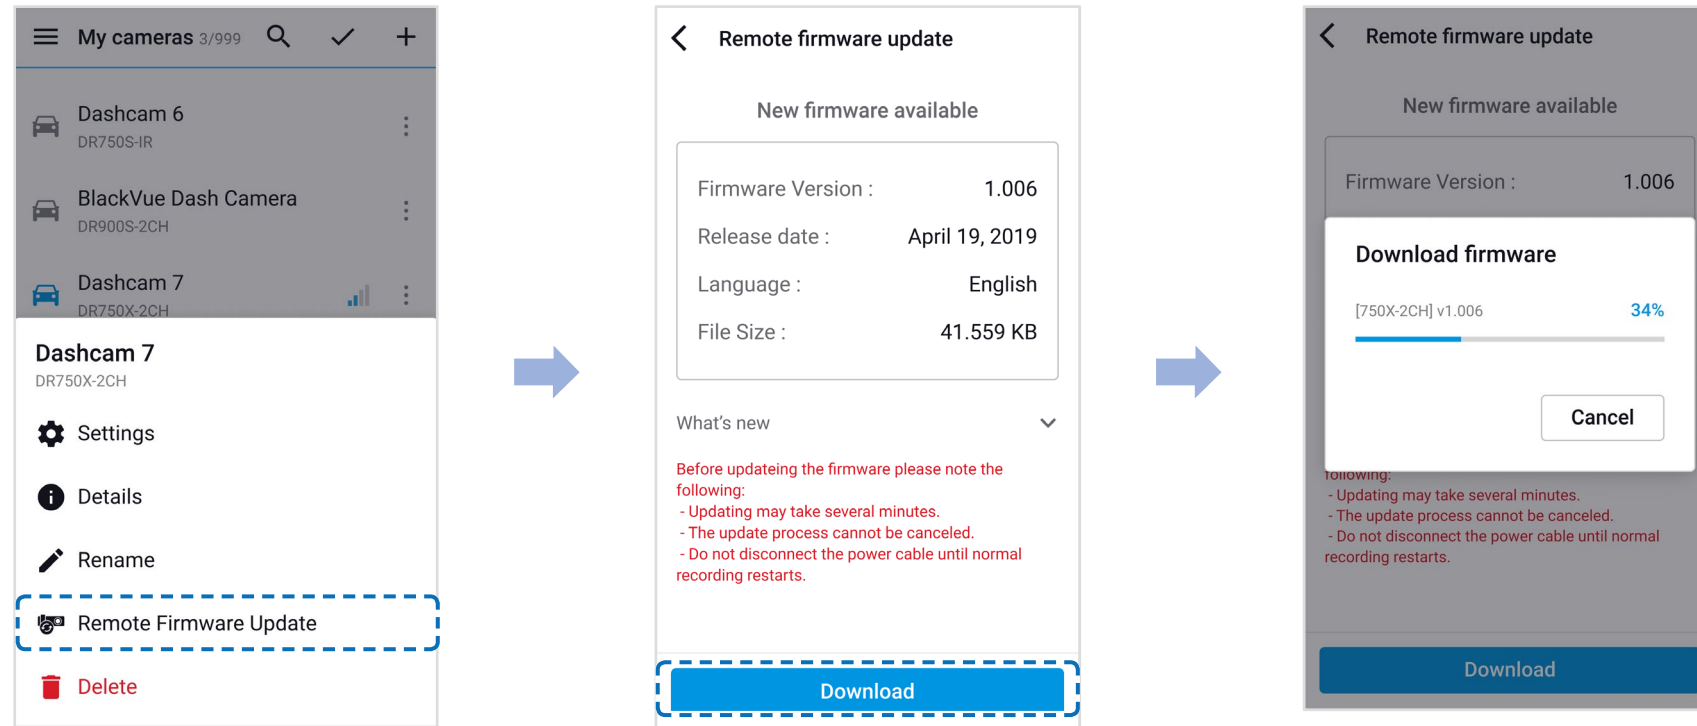 My cameras 3/999
Dashcam 6
DR750S-IR
BlackVue Dash Camera
DR900S-2CH
Dashcam 7
DR750X-2CH
Dashcam 7
DR750X-2CH
Settings
Details
Rename
Remote Firmware Update
Delete
Remote firmware update
New firmware available
Firmware Version : 1.006
Release date : April 19, 2019
Language : English
File Size : 41.559 KB
What's new
Before updateing the firmware please note the
following:
- Updating may take several minutes.
- The update process cannot be canceled.
- Do not disconnect the power cable until normal
recording restarts.
Download
Remote firmware update
New firmware available
Firmware Version : 1.006
Download firmware
[750X-2CH] v1.006 34%
Cancel
following:
- Updating may take several minutes.
- The update process cannot be canceled.
- Do not disconnect the power cable until normal
recording restarts.
Download